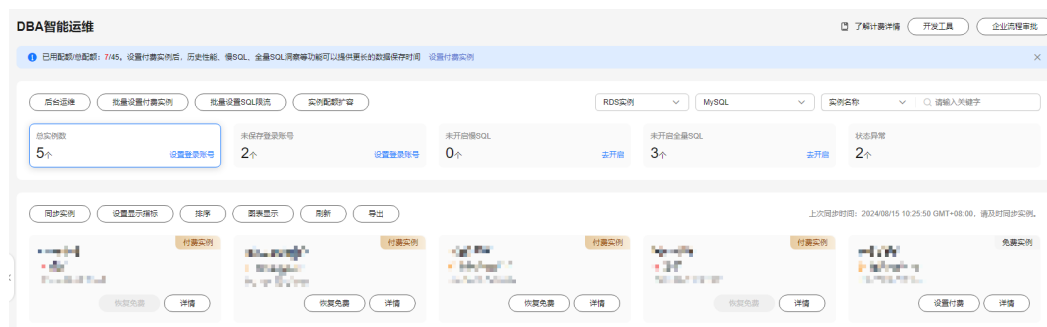 DBA智能运维
了解计费详情 开发工具 企业流程审批
已用配额/总配额：7/45。设置付费实例后，历史性能、慢SQL、全量SQL洞察等功能可以提供更长的数据保存时间 设置付费实例
后台运维 批量设置付费实例 批量设置SQL限流 实例配额扩容 RDS实例 MySQL 实例名称 请输入关键字
总实例数 未保存登录账号 未开启慢SQL 未开启全量SQL 状态异常
5个 设置登录账号 2个 设置登录账号 0个 去开启 3个 去开启 2个
同步实例 设置显示指标 排序 图表显示 刷新 导出 上次同步时间：2024/08/15 10:25:50 GMT+08:00，请及时同步实例。
付费实例 付费实例 付费实例 付费实例 免费实例
恢复免费 详情 恢复免费 详情 恢复免费 详情 恢复免费 详情 设置付费 详情